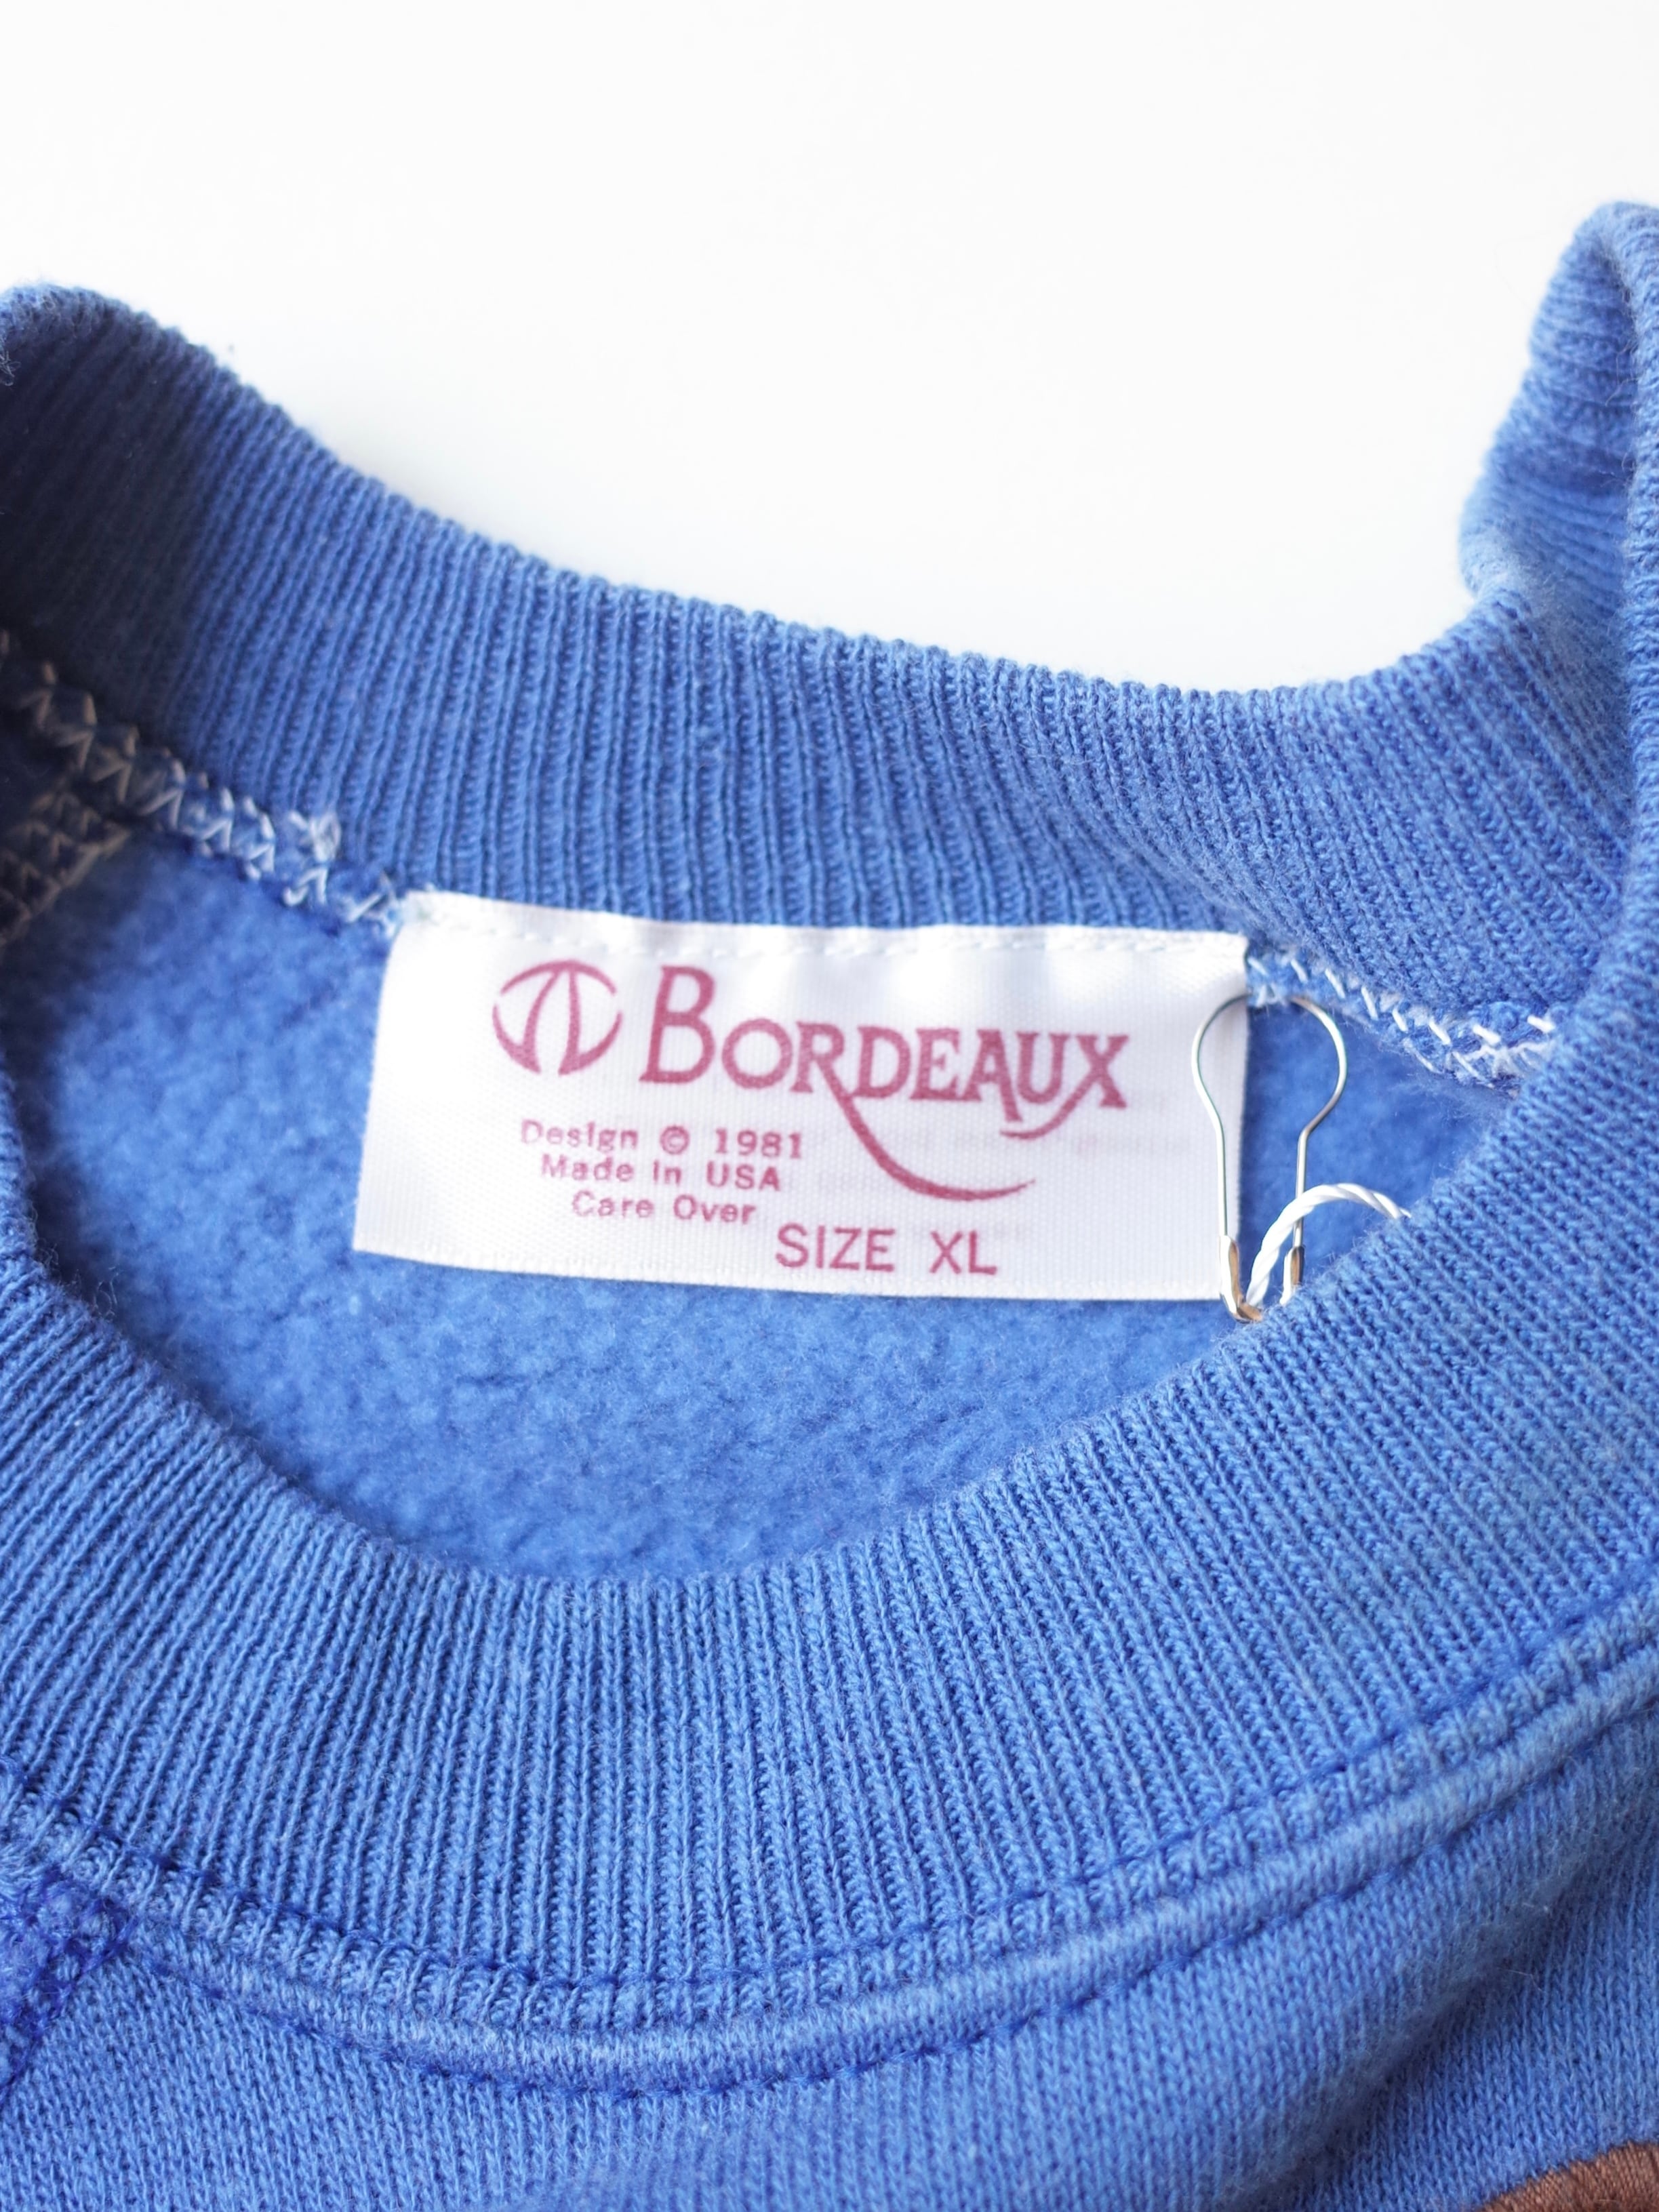 BORDEAUX
Design © 1981
Made in USA
Care Over
SIZE XL